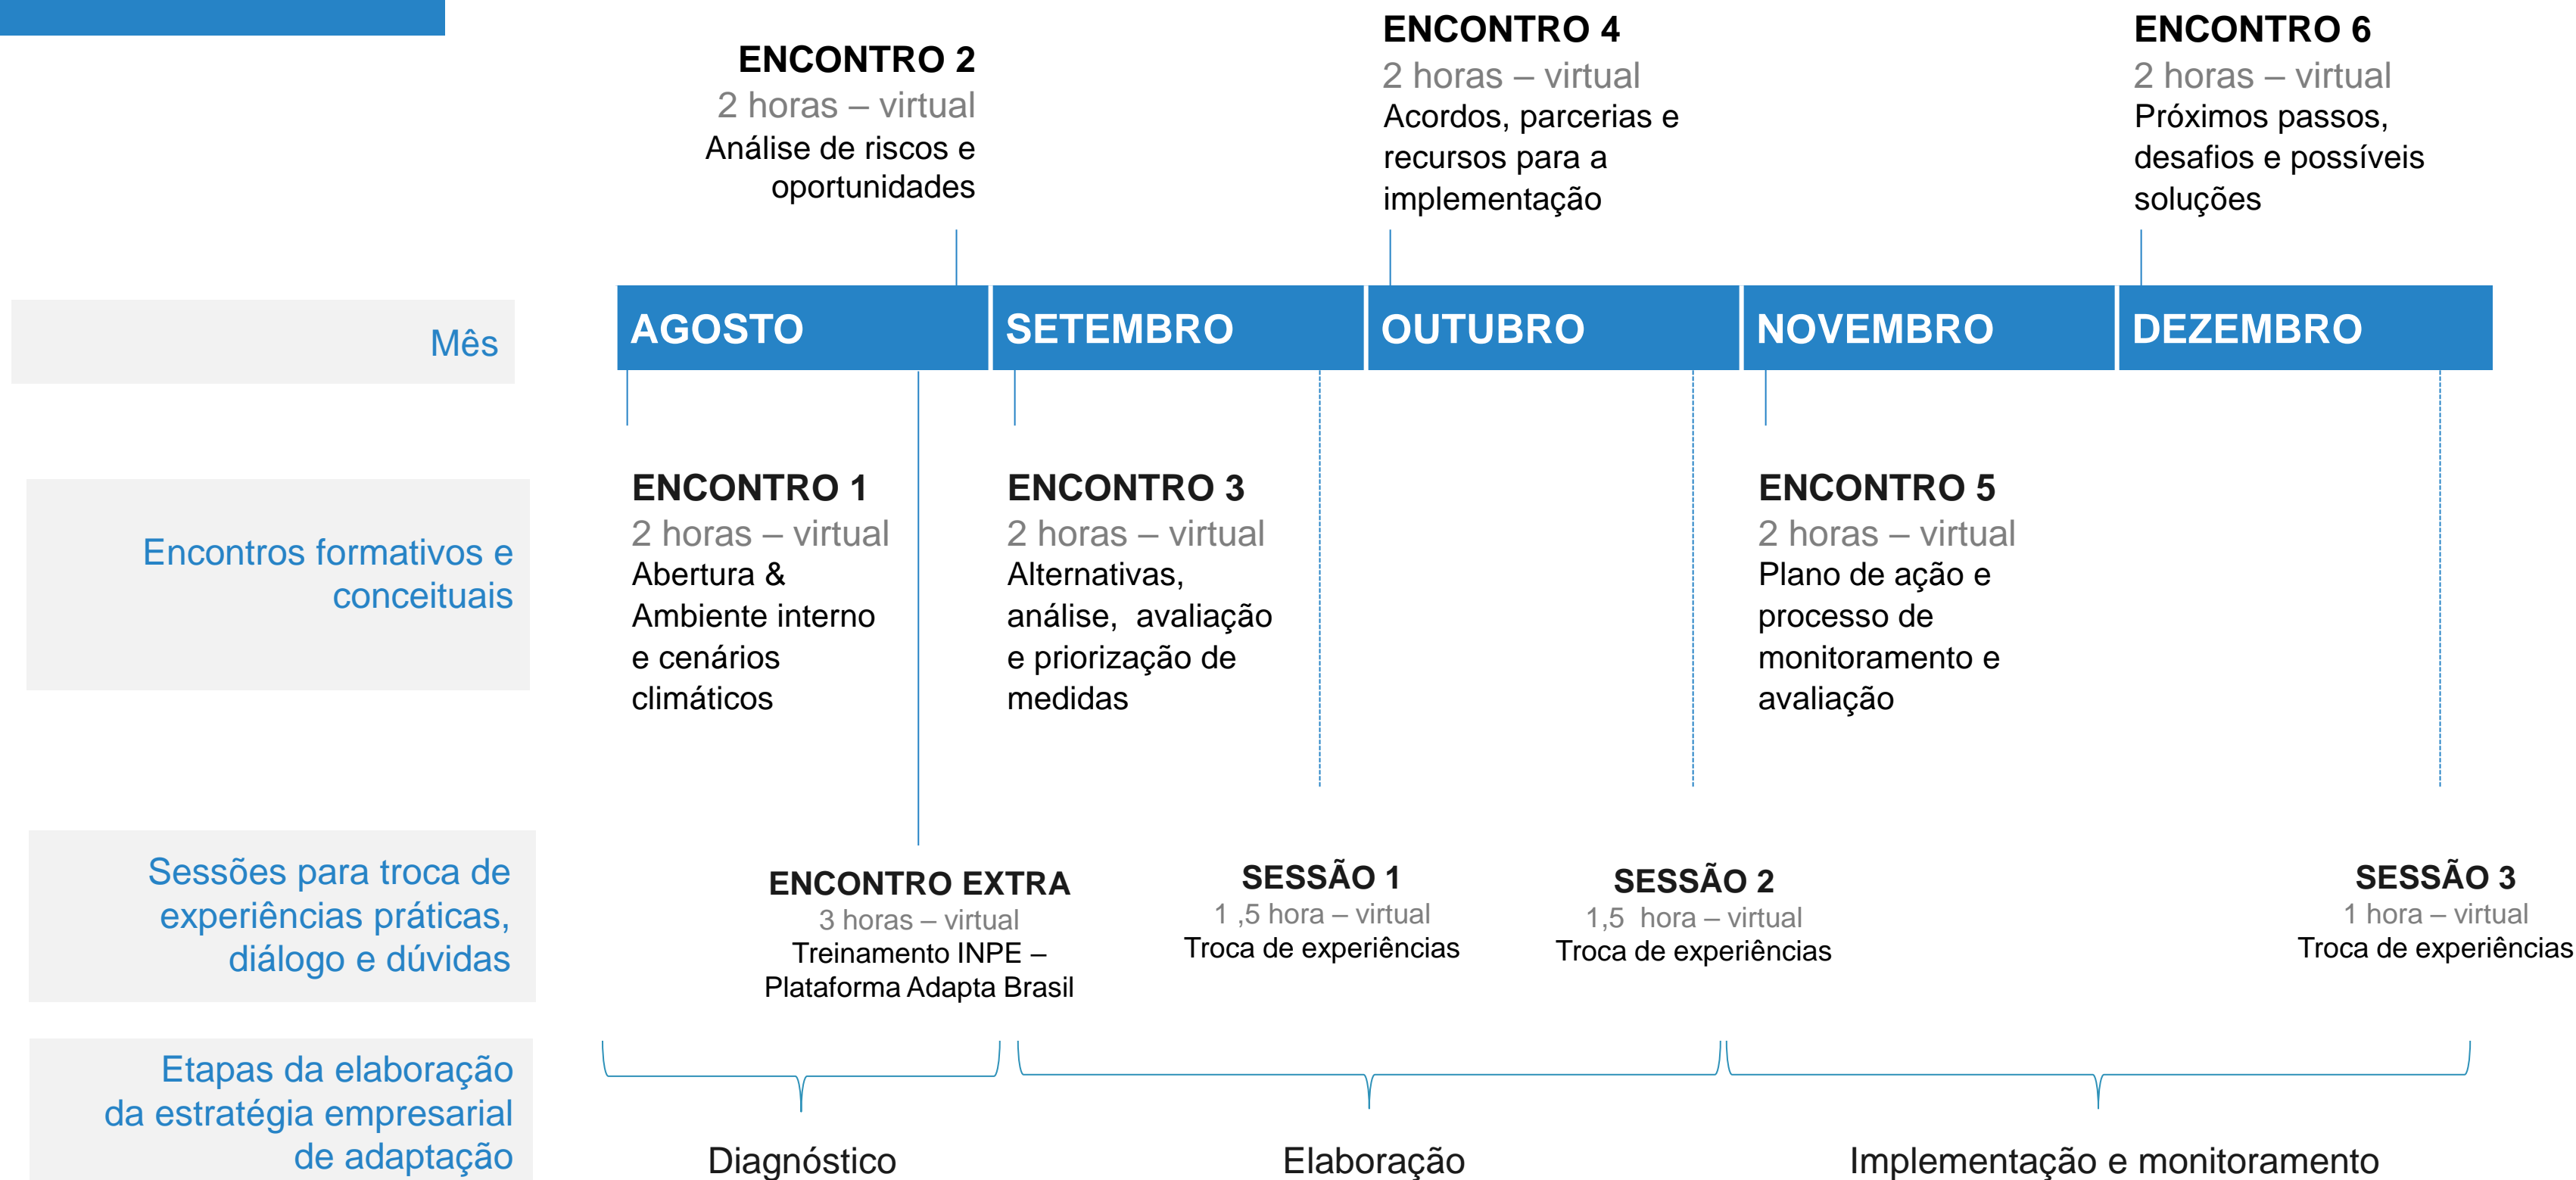 ENCONTRO 2
2 horas – virtual
Análise de riscos e
oportunidades
ENCONTRO 4
2 horas – virtual
Acordos, parcerias e
recursos para a
implementação
ENCONTRO 6
2 horas – virtual
Próximos passos,
desafios e possíveis
soluções
Mês
AGOSTO
SETEMBRO
OUTUBRO
NOVEMBRO
DEZEMBRO
Encontros formativos e
conceituais
ENCONTRO 1
2 horas – virtual
Abertura &
Ambiente interno
e cenários
climáticos
ENCONTRO 3
2 horas – virtual
Alternativas,
análise,  avaliação
e priorização de
medidas
ENCONTRO 5
2 horas – virtual
Plano de ação e
processo de
monitoramento e
avaliação
Sessões para troca de
experiências práticas,
diálogo e dúvidas
ENCONTRO EXTRA
3 horas – virtual
Treinamento INPE –
Plataforma Adapta Brasil
SESSÃO 1
1 ,5 hora – virtual
Troca de experiências
SESSÃO 2
1,5  hora – virtual
Troca de experiências
SESSÃO 3
1 hora – virtual
Troca de experiências
Etapas da elaboração
da estratégia empresarial
de adaptação
Diagnóstico
Elaboração
Implementação e monitoramento